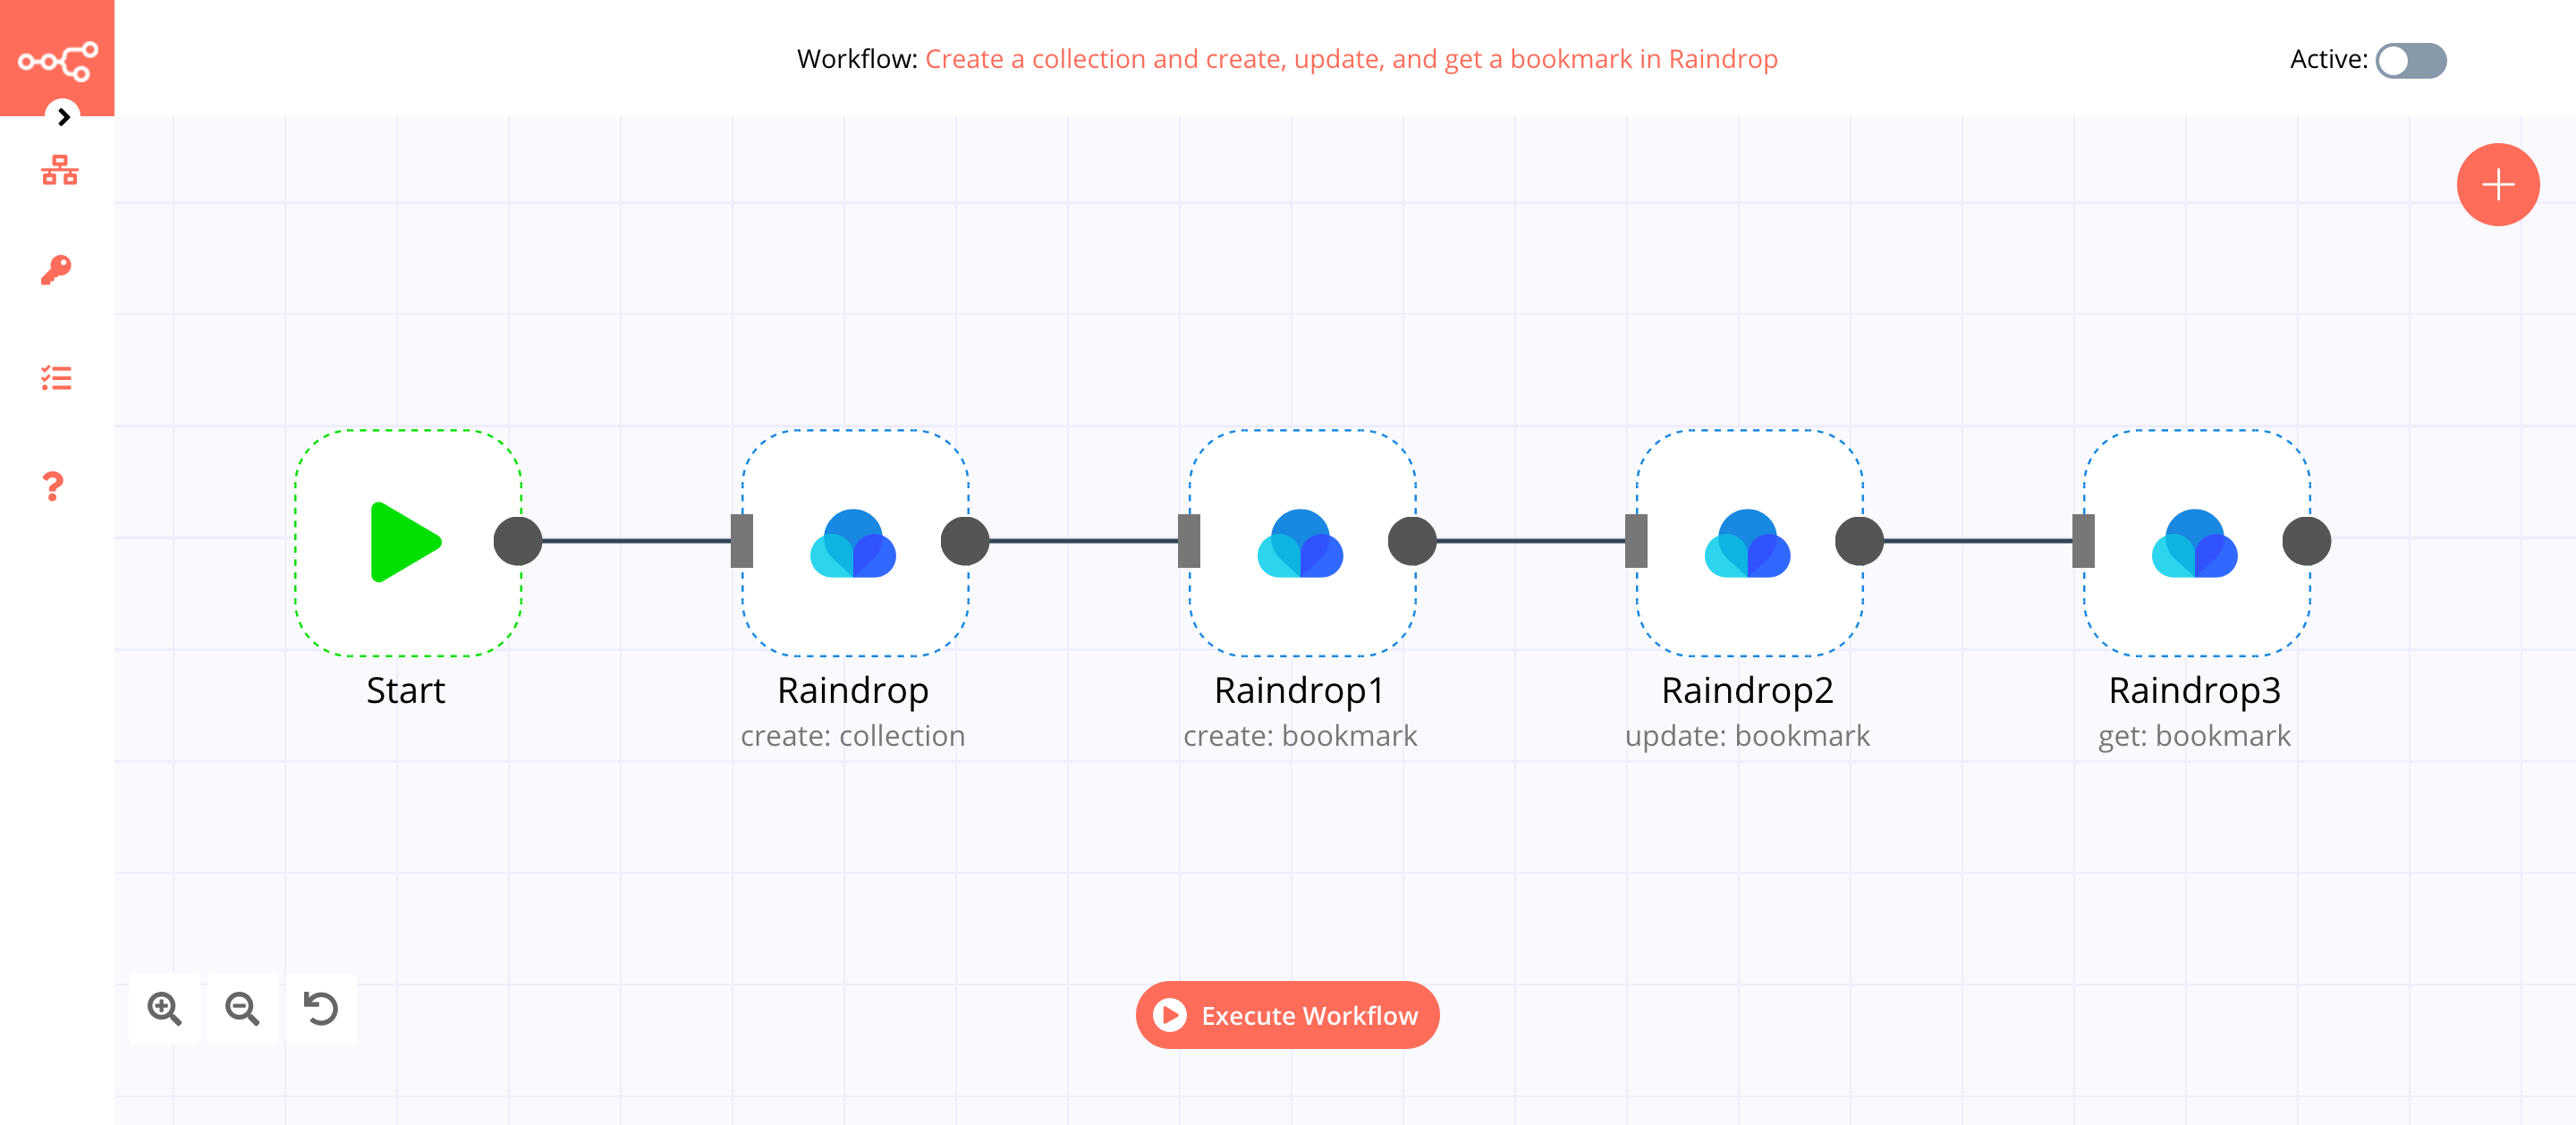 Workflow: Create a collection and create, update, and get a bookmark in Raindrop
Active:
Start
Raindrop
create: collection
Raindrop1
create: bookmark
Raindrop2
update: bookmark
Raindrop3
get: bookmark
Execute Workflow